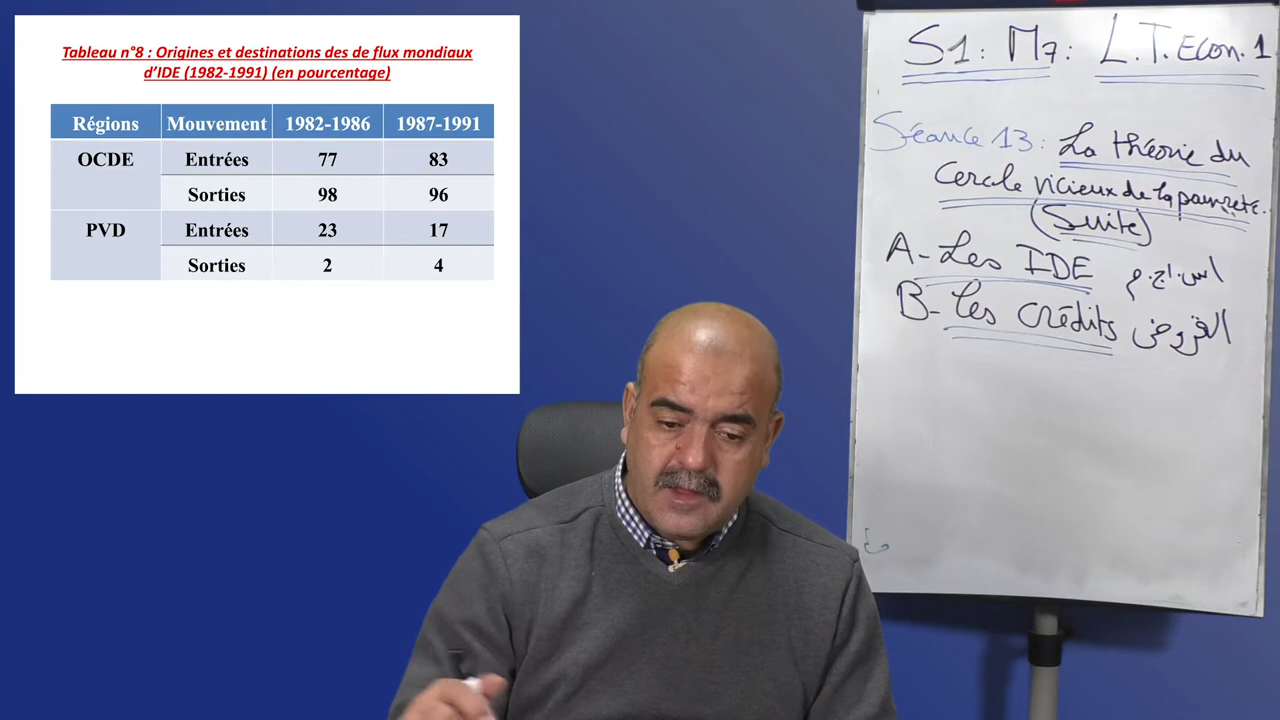 Tableau n°8 : Origines et destinations des de flux mondiaux
d'IDE (1982-1991) (en pourcentage)
Régions Mouvement 1982-1986 1987-1991
OCDE Entrées 77 83
Sorties 98 96
PVD Entrées 23 17
Sorties 2 4
S1: M7: L.T.Econ.1
Séance 13: La théorie du
cercle vicieux de la pauvreté.
(Suite)
A- Les IDE اس.اج.م
B- Les crédits القروض